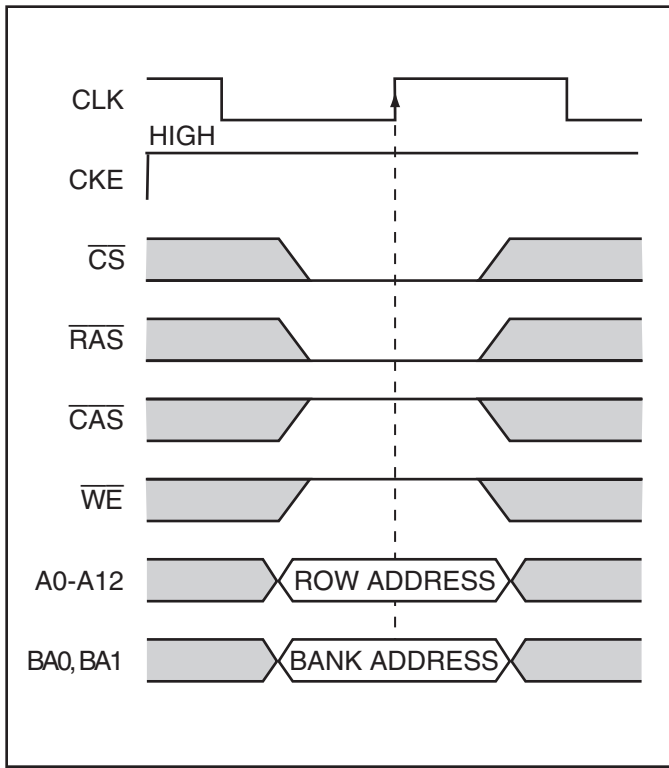 CLK
HIGH
CKE
CS
RAS
CAS
WE
A0-A12 ROW ADDRESS
BA0, BA1 BANK ADDRESS